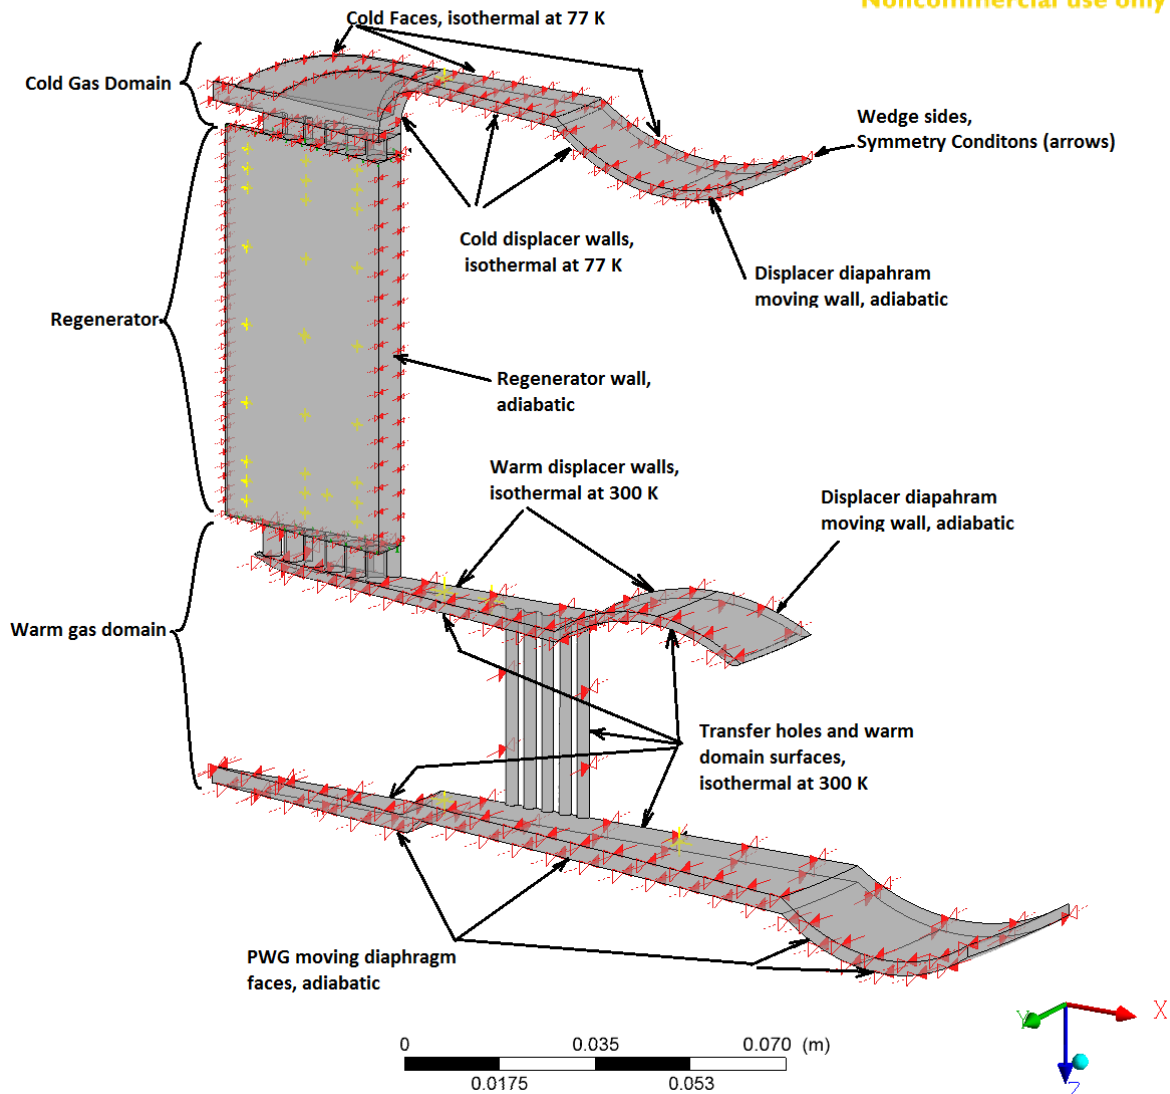 Noncommercial use only
Cold Faces, isothermal at 77 K
Cold Gas Domain
Wedge sides,
Symmetry Conditons (arrows)
Cold displacer walls,
isothermal at 77 K
Displacer diapahram
moving wall, adiabatic
Regenerator
Regenerator wall,
adiabatic
Warm displacer walls,
isothermal at 300 K
Displacer diapahram
moving wall, adiabatic
Warm gas domain
Transfer holes and warm
domain surfaces,
isothermal at 300 K
PWG moving diaphragm
faces, adiabatic
0 0.035 0.070 (m)
0.0175 0.053
X
Y
Z